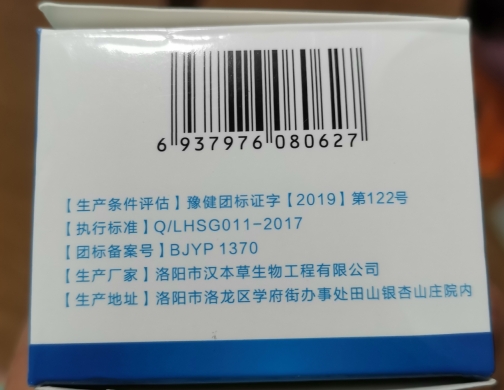 6 937976 080627
【生产条件评估】豫健团标证字【2019】第122号
【执行标准】Q/LHSG011-2017
【团标备案号】BJYP 1370
【生产厂家】洛阳市汉本草生物工程有限公司
【生产地址】洛阳市洛龙区学府街办事处田山银杏山庄院内